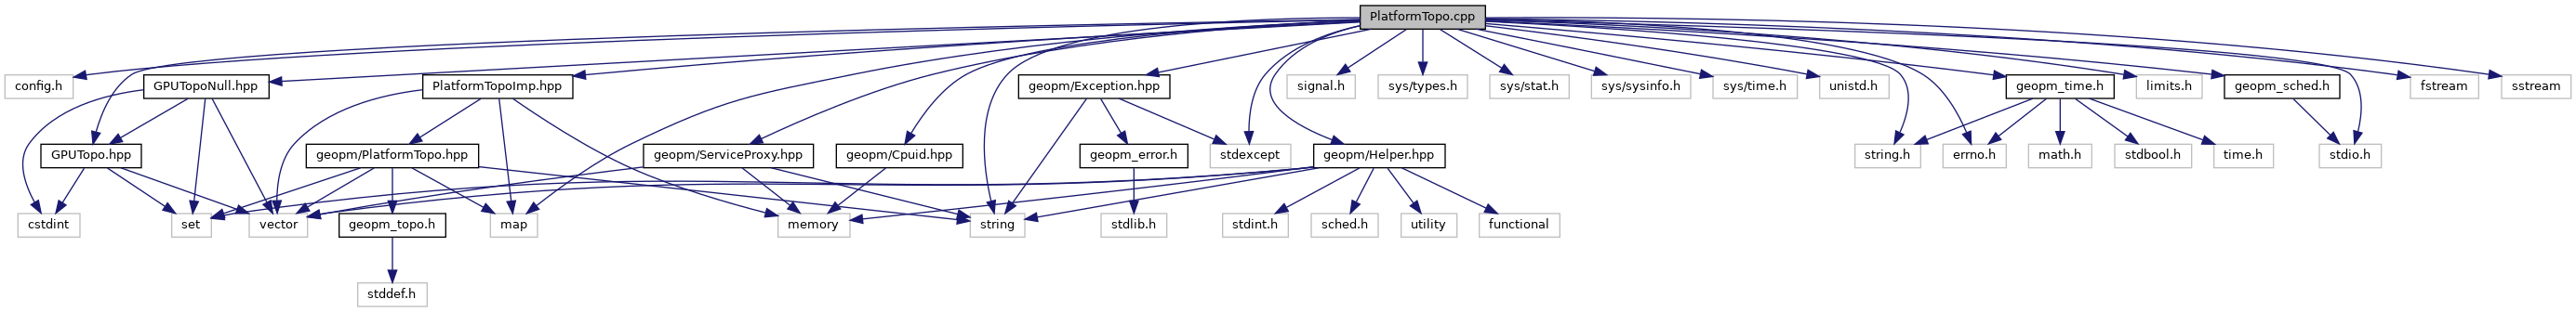 PlatformTopo.cpp
config.h
GPUTopoNull.hpp
PlatformTopoImp.hpp
geopm/Exception.hpp
signal.h
sys/types.h
sys/stat.h
sys/sysinfo.h
sys/time.h
unistd.h
geopm_time.h
limits.h
geopm_sched.h
fstream
sstream
GPUTopo.hpp
geopm/PlatformTopo.hpp
geopm/ServiceProxy.hpp
geopm/Cpuid.hpp
geopm_error.h
stdexcept
geopm/Helper.hpp
string.h
errno.h
math.h
stdbool.h
time.h
stdio.h
cstdint
set
vector
geopm_topo.h
map
memory
string
stdlib.h
stdint.h
sched.h
utility
functional
stddef.h